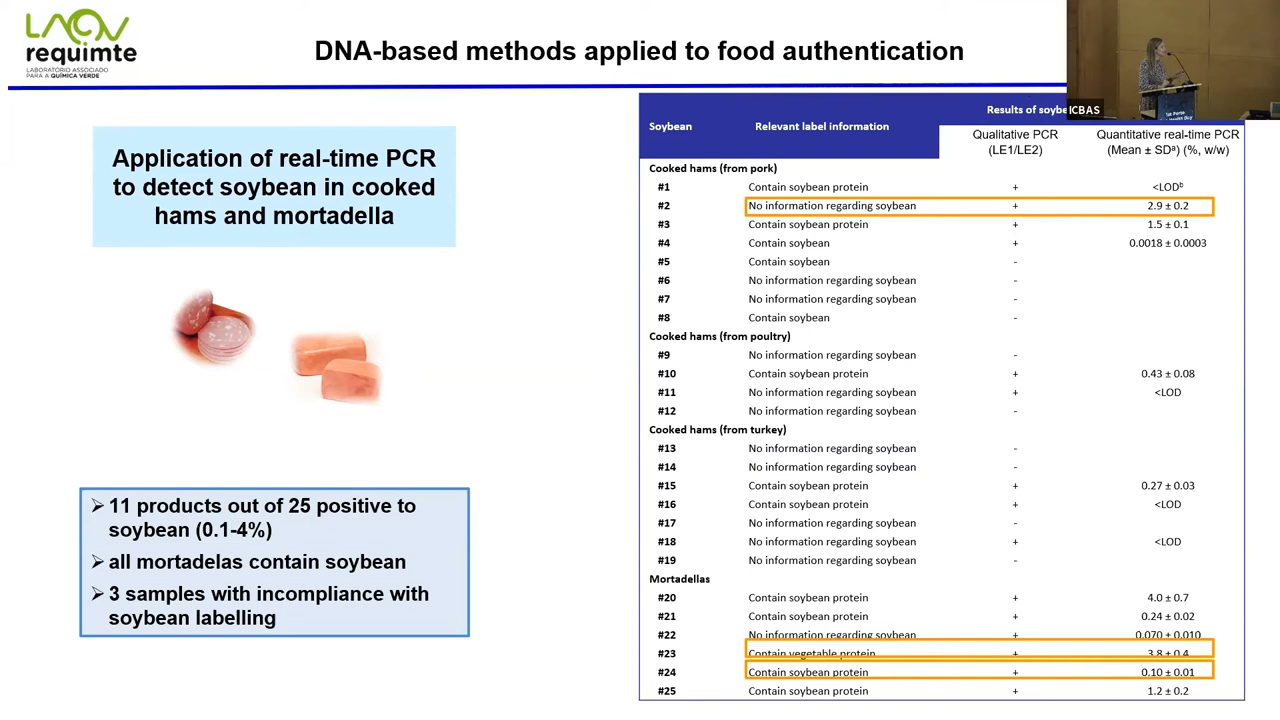 LAQV
requimte
LABORATÓRIO ASSOCIADO
PARA A QUÍMICA VERDE
DNA-based methods applied to food authentication
ICBAS
1st Porto
Application of real-time PCR
to detect soybean in cooked
hams and mortadella
11 products out of 25 positive to
soybean (0.1-4%)
all mortadelas contain soybean
3 samples with incompliance with
soybean labelling
Results of soybe
Soybean Relevant label information Qualitative PCR (LE1/LE2) Quantitative real-time PCR (Mean ± SDᵃ) (%, w/w)
Cooked hams (from pork)
#1 Contain soybean protein + <LODᵇ
#2 No information regarding soybean + 2.9 ± 0.2
#3 Contain soybean protein + 1.5 ± 0.1
#4 Contain soybean + 0.0018 ± 0.0003
#5 Contain soybean -
#6 No information regarding soybean -
#7 No information regarding soybean -
#8 Contain soybean -
Cooked hams (from poultry)
#9 No information regarding soybean -
#10 Contain soybean protein + 0.43 ± 0.08
#11 No information regarding soybean + <LOD
#12 No information regarding soybean -
Cooked hams (from turkey)
#13 No information regarding soybean -
#14 No information regarding soybean -
#15 Contain soybean protein + 0.27 ± 0.03
#16 Contain soybean protein + <LOD
#17 No information regarding soybean -
#18 No information regarding soybean + <LOD
#19 No information regarding soybean -
Mortadellas
#20 Contain soybean protein + 4.0 ± 0.7
#21 Contain soybean protein + 0.24 ± 0.02
#22 No information regarding soybean + 0.070 ± 0.010
#23 Contain vegetable protein + 3.8 ± 0.4
#24 Contain soybean protein + 0.10 ± 0.01
#25 Contain soybean protein + 1.2 ± 0.2